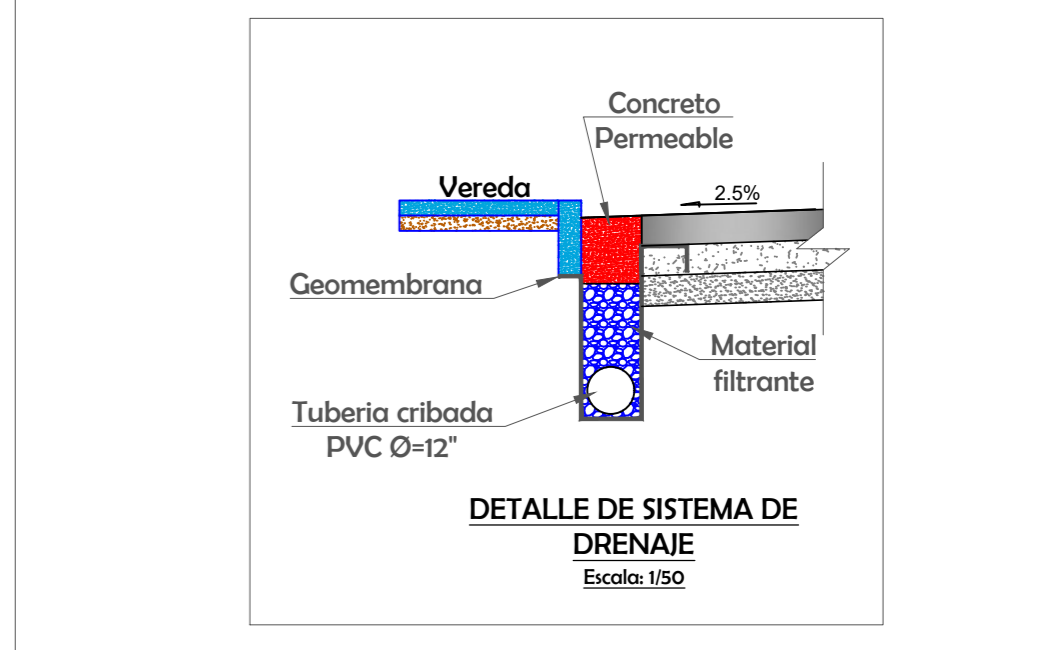 Concreto
Permeable
Vereda
2.5%
Geomembrana
Material
filtrante
Tuberia cribada
PVC Ø=12"
DETALLE DE SISTEMA DE
DRENAJE
Escala: 1/50